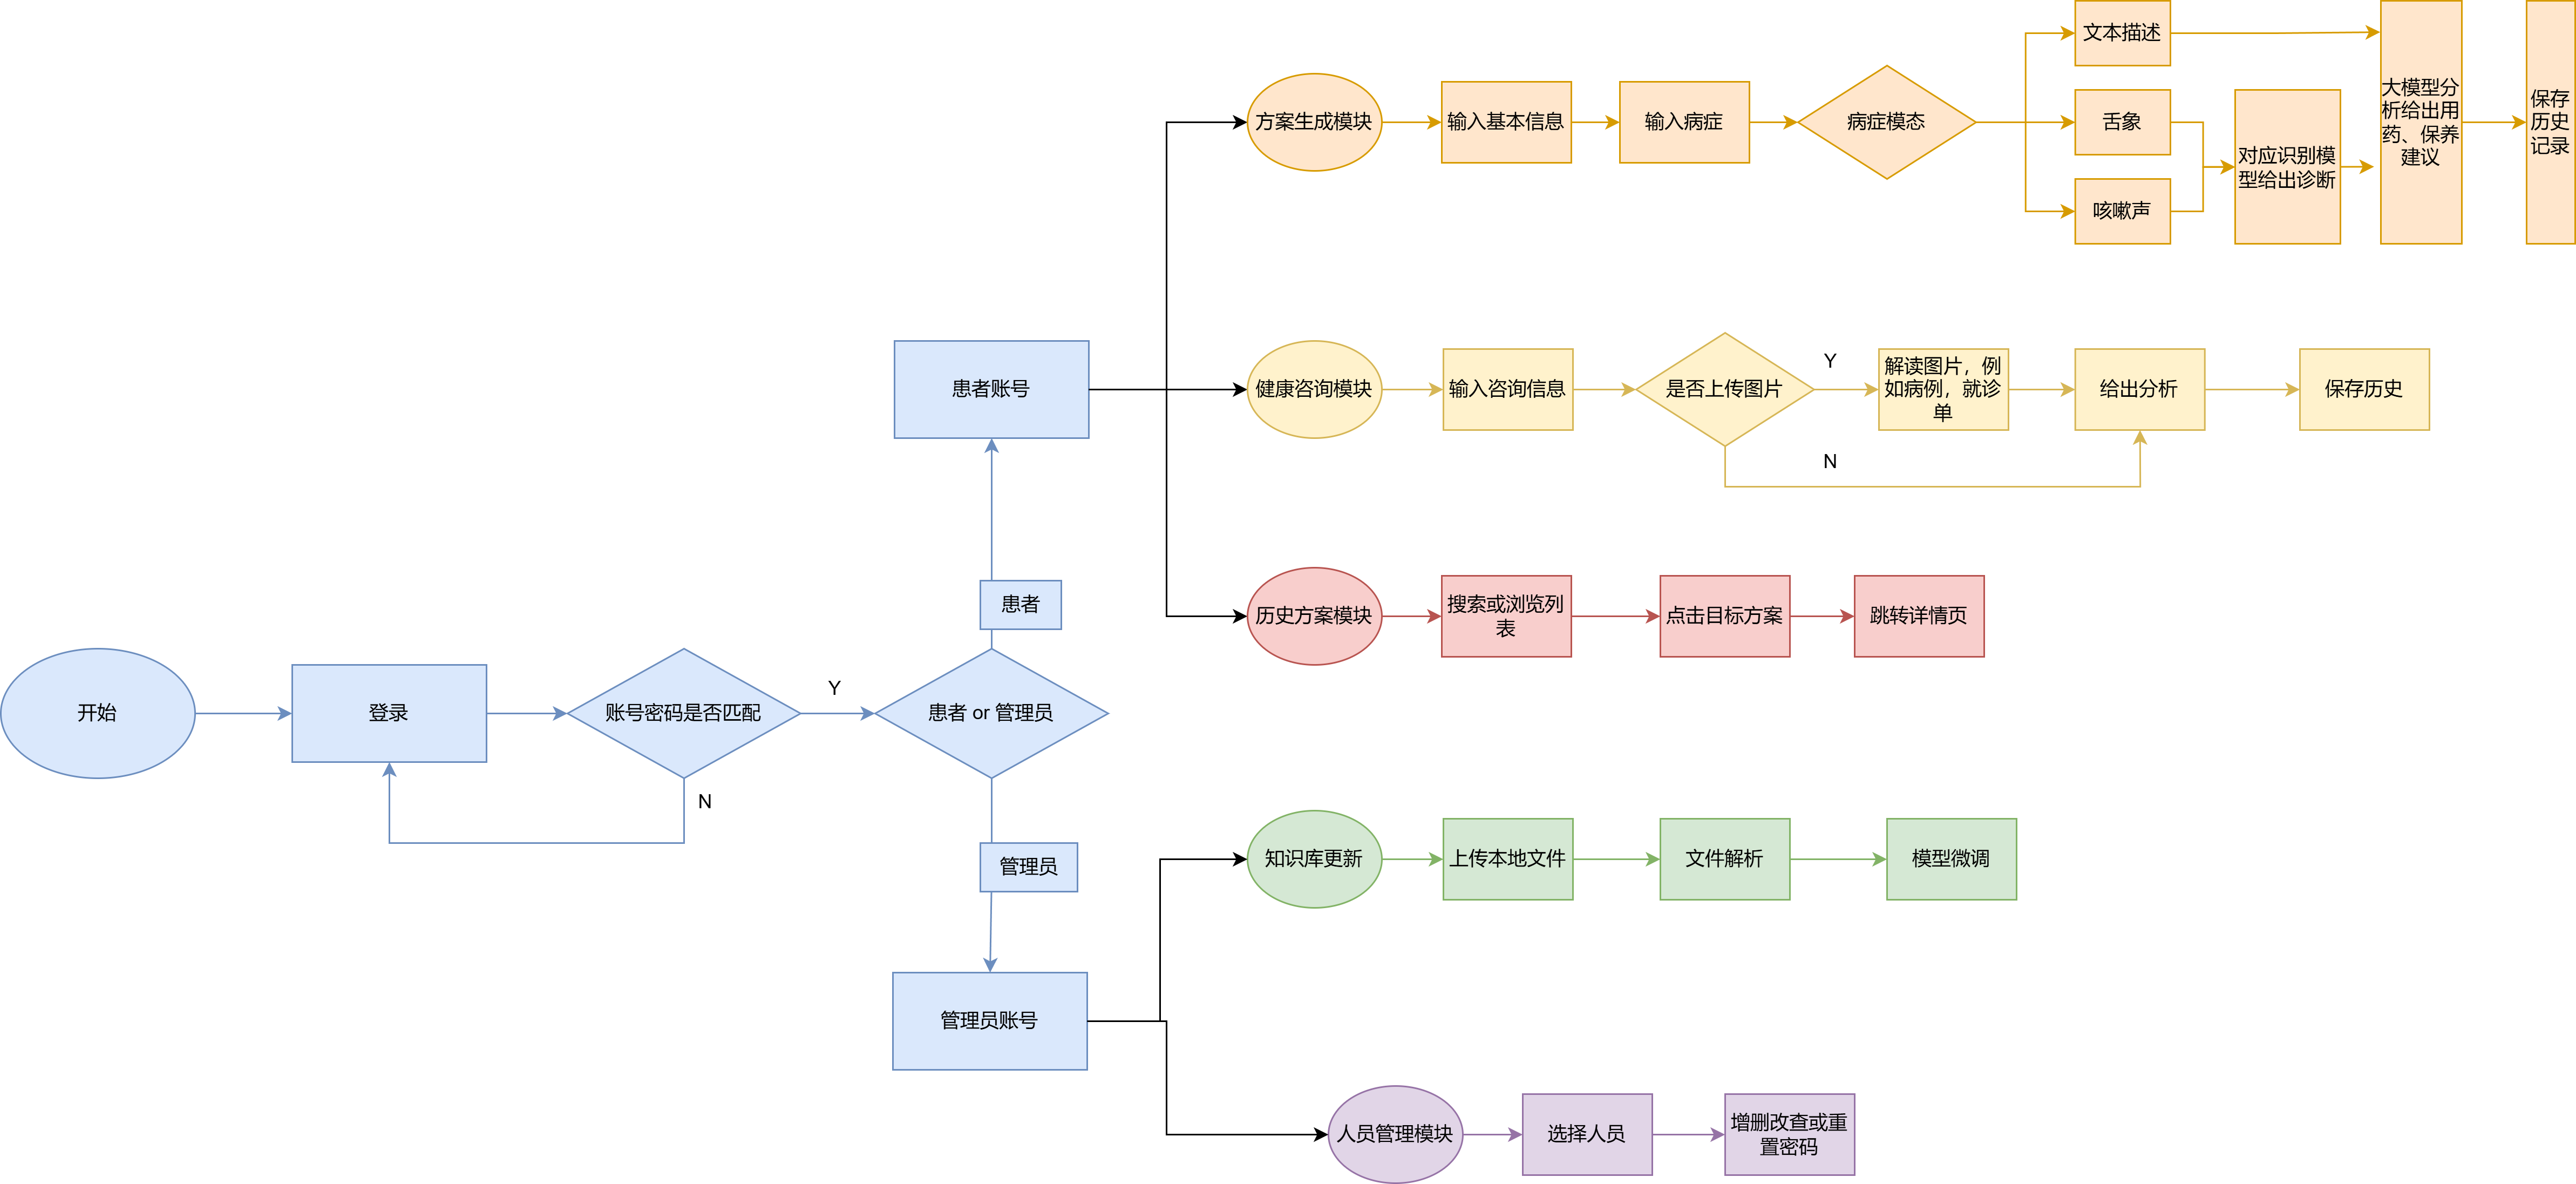 文本描述
大模型分
析给出用
药、保养
建议
保存
历史
记录
方案生成模块
输入基本信息
输入病症
病症模态
舌象
对应识别模
型给出诊断
咳嗽声
患者账号
健康咨询模块
输入咨询信息
是否上传图片
Y
解读图片，例
如病例，就诊
单
给出分析
保存历史
N
患者
历史方案模块
搜索或浏览列
表
点击目标方案
跳转详情页
开始
登录
账号密码是否匹配
Y
患者 or 管理员
N
管理员
知识库更新
上传本地文件
文件解析
模型微调
管理员账号
人员管理模块
选择人员
增删改查或重
置密码